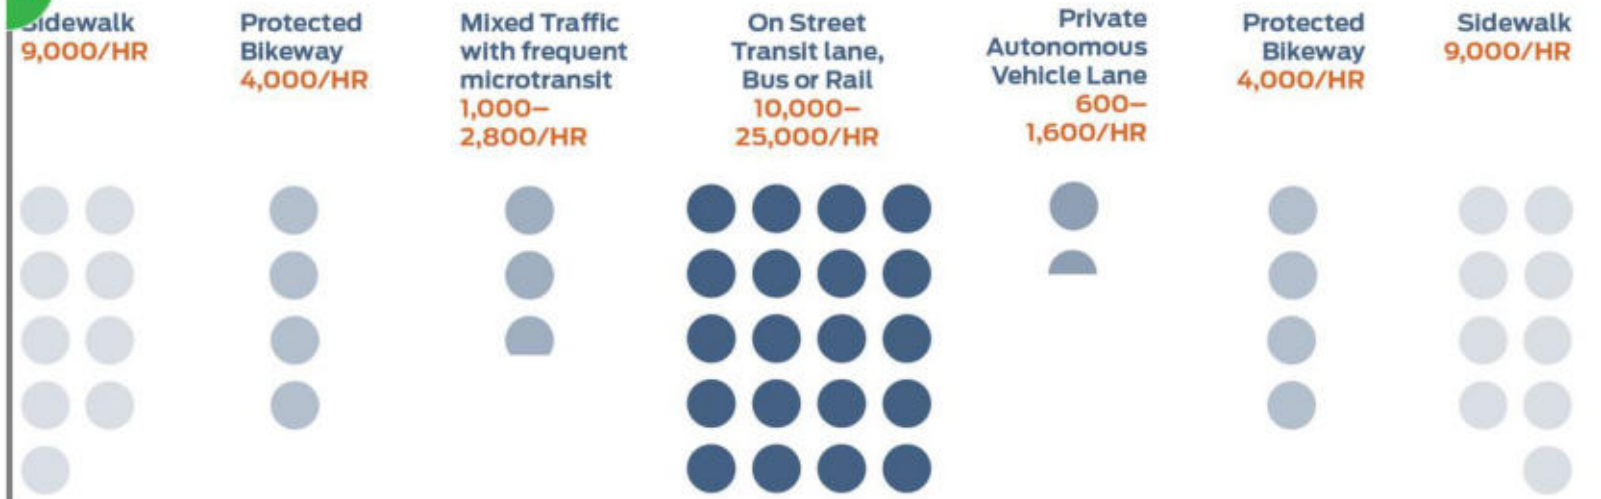 Sidewalk
9,000/HR
Protected
Bikeway
4,000/HR
Mixed Traffic
with frequent
microtransit
1,000–
2,800/HR
On Street
Transit lane,
Bus or Rail
10,000–
25,000/HR
Private
Autonomous
Vehicle Lane
600–
1,600/HR
Protected
Bikeway
4,000/HR
Sidewalk
9,000/HR